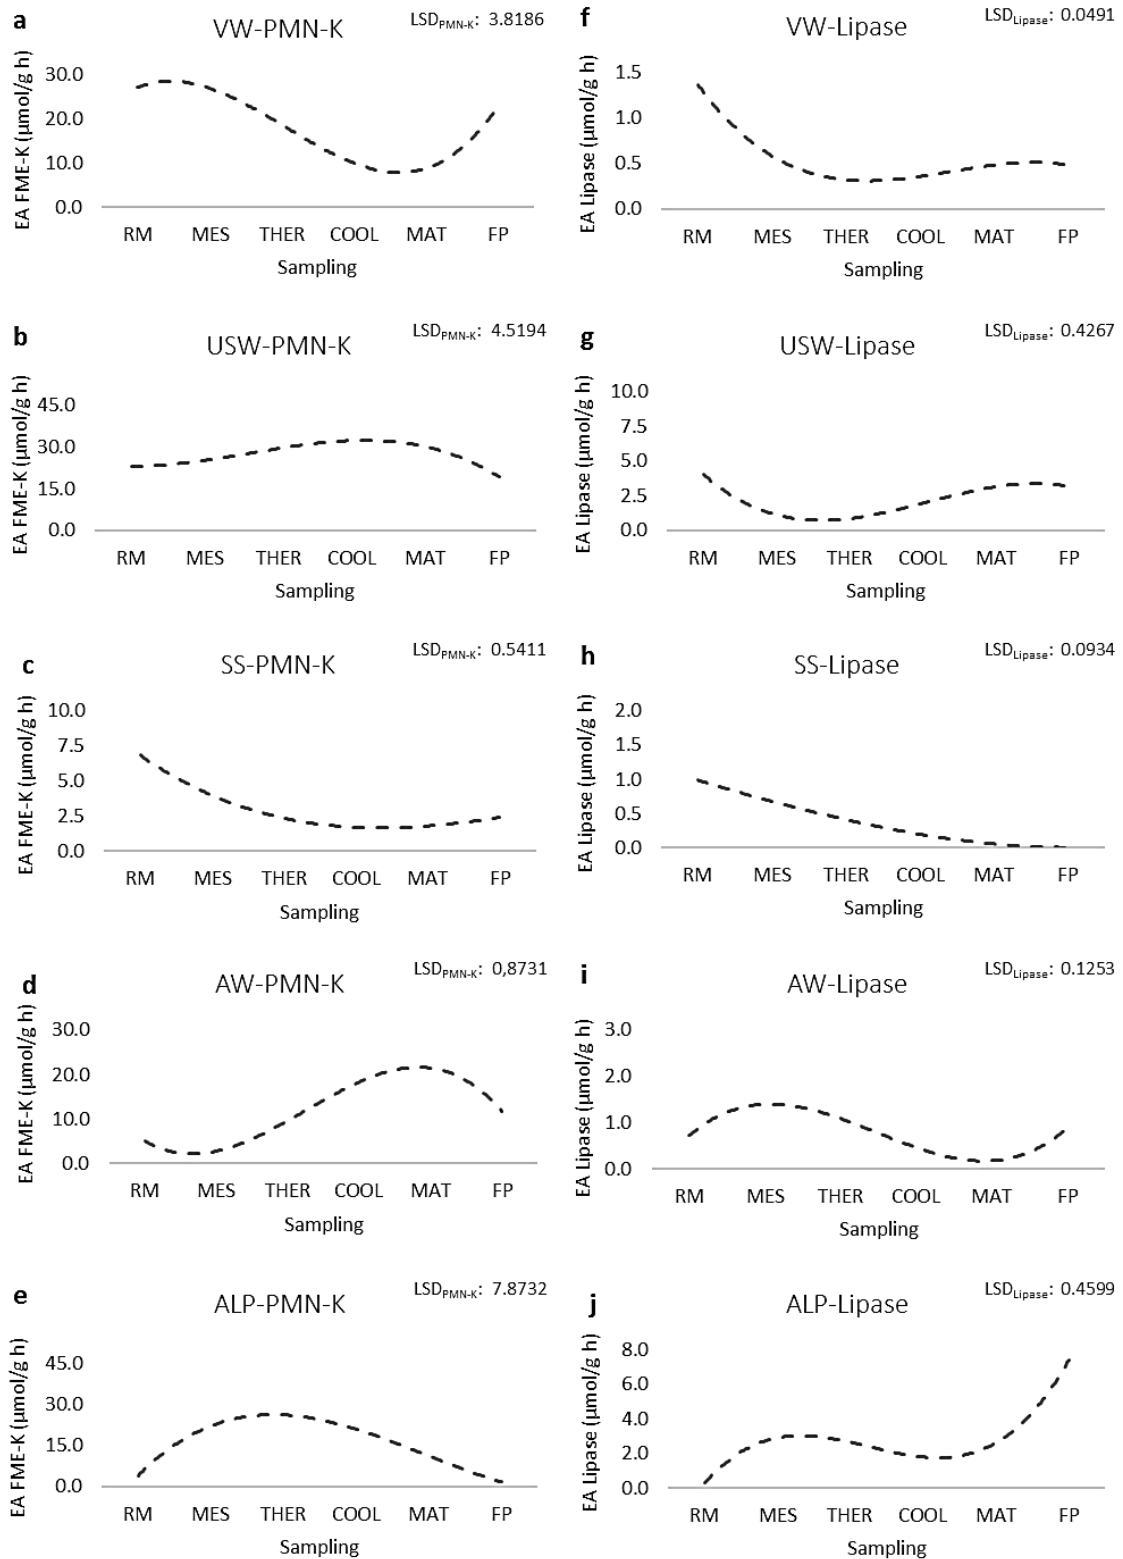 a VW-PMN-K LSDPMN-K: 3.8186
EA FME-K (µmol/g h)
30.0
20.0
10.0
0.0
RM MES THER COOL MAT FP
Sampling
f VW-Lipase LSDLipase: 0.0491
EA Lipase (µmol/g h)
1.5
1.0
0.5
0.0
RM MES THER COOL MAT FP
Sampling
b USW-PMN-K LSDPMN-K: 4.5194
EA FME-K (µmol/g h)
45.0
30.0
15.0
0.0
RM MES THER COOL MAT FP
Sampling
g USW-Lipase LSDLipase: 0.4267
EA Lipase (µmol/g h)
10.0
7.5
5.0
2.5
0.0
RM MES THER COOL MAT FP
Sampling
c SS-PMN-K LSDPMN-K: 0.5411
EA FME-K (µmol/g h)
10.0
7.5
5.0
2.5
0.0
RM MES THER COOL MAT FP
Sampling
h SS-Lipase LSDLipase: 0.0934
EA Lipase (µmol/g h)
2.0
1.5
1.0
0.5
0.0
RM MES THER COOL MAT FP
Sampling
d AW-PMN-K LSDPMN-K: 0,8731
EA FME-K (µmol/g h)
30.0
20.0
10.0
0.0
RM MES THER COOL MAT FP
Sampling
i AW-Lipase LSDLipase: 0.1253
EA Lipase (µmol/g h)
3.0
2.0
1.0
0.0
RM MES THER COOL MAT FP
Sampling
e ALP-PMN-K LSDPMN-K: 7.8732
EA FME-K (µmol/g h)
45.0
30.0
15.0
0.0
RM MES THER COOL MAT FP
Sampling
j ALP-Lipase LSDLipase: 0.4599
EA Lipase (µmol/g h)
8.0
6.0
4.0
2.0
0.0
RM MES THER COOL MAT FP
Sampling